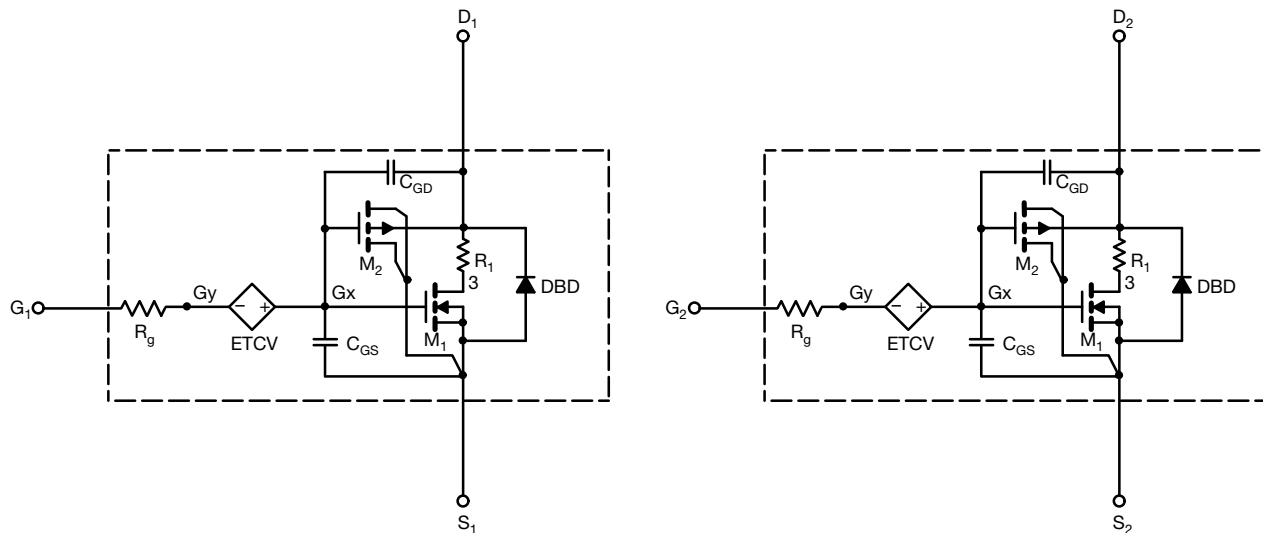 D1
CGD
M2
R1
3
DBD
G1
Rg
Gy
− +
ETCV
Gx
M1
CGS
S1
D2
CGD
M2
R1
3
DBD
G2
Rg
Gy
− +
ETCV
Gx
M1
CGS
S2